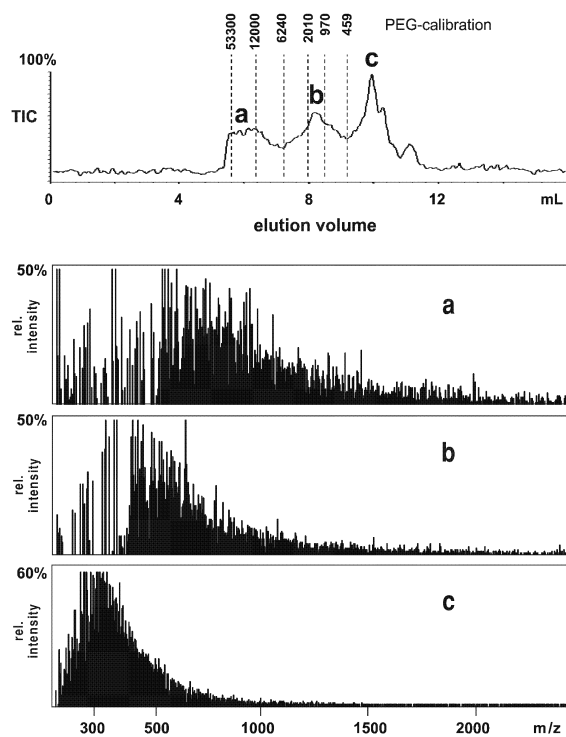 53300 12000 6240 2010 970 459 PEG-calibration
100%
TIC
a b c
0 4 8 12 mL
elution volume
50%
rel. intensity
a
50%
rel. intensity
b
60%
rel. intensity
c
300 500 1000 1500 2000 m/z